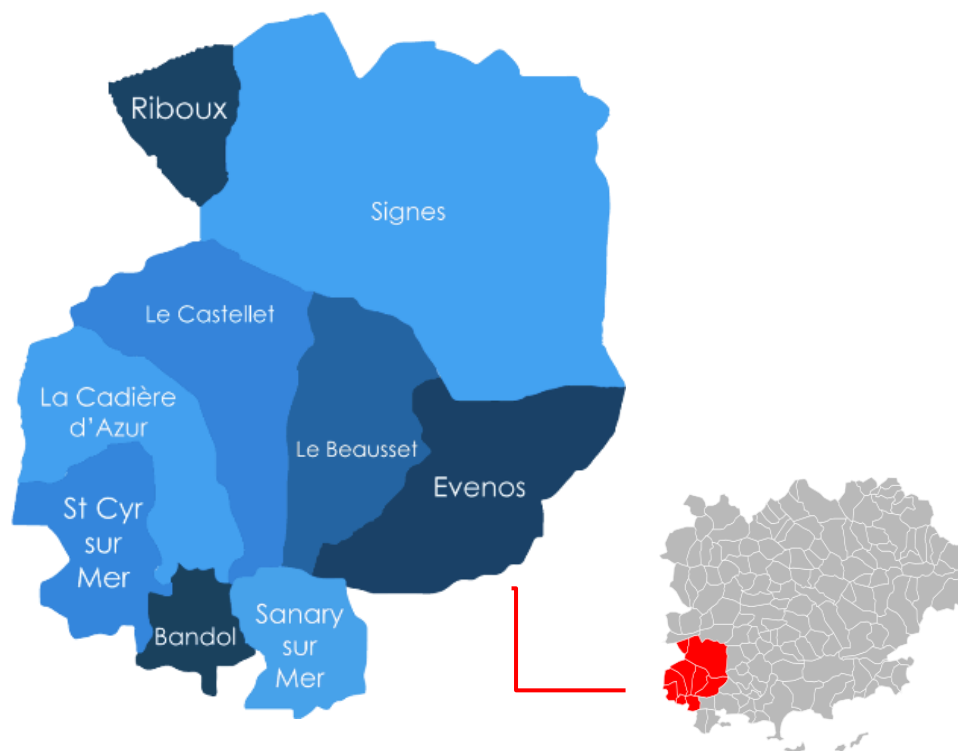 Riboux
Signes
Le Castellet
La Cadière
d'Azur
Le Beausset
Evenos
St Cyr
sur
Mer
Bandol
Sanary
sur
Mer